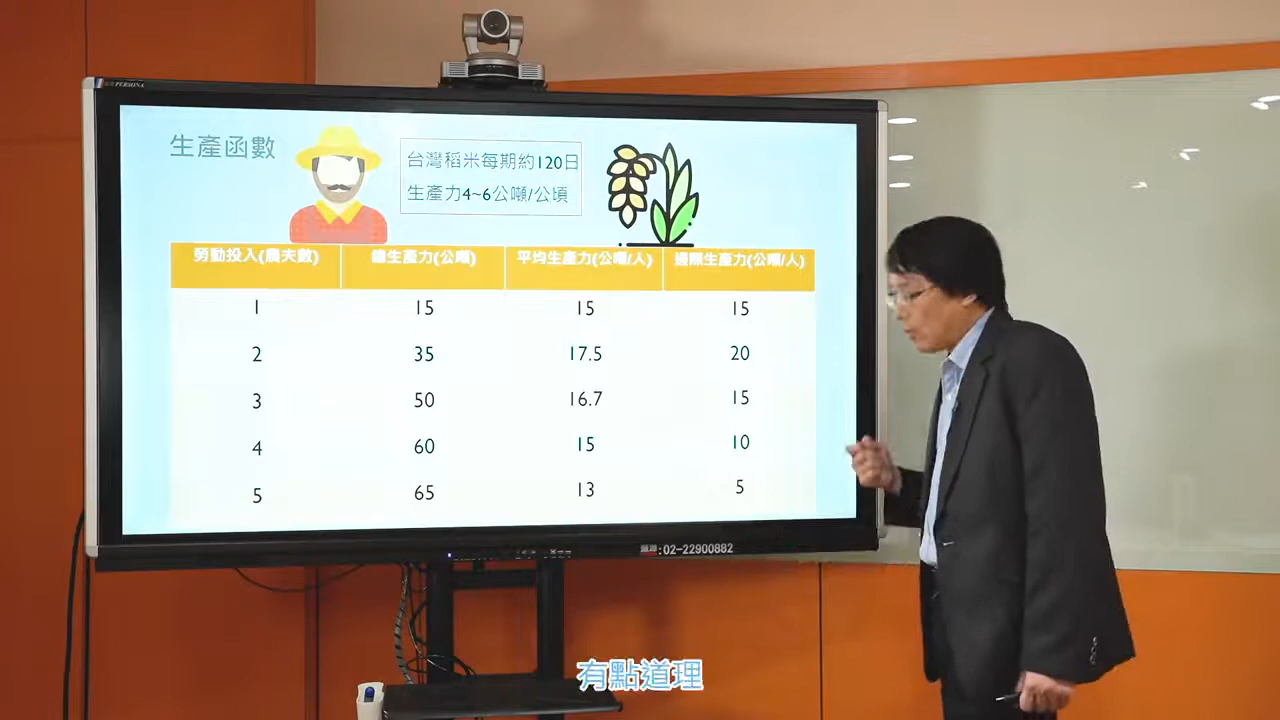 PERSONA
生產函數
台灣稻米每期約120日
生產力4~6公噸/公頃
勞動投入(農夫數) 總生產力(公噸) 平均生產力(公噸/人) 邊際生產力(公噸/人)
1 15 15 15
2 35 17.5 20
3 50 16.7 15
4 60 15 10
5 65 13 5
:02-22900882
有點道理